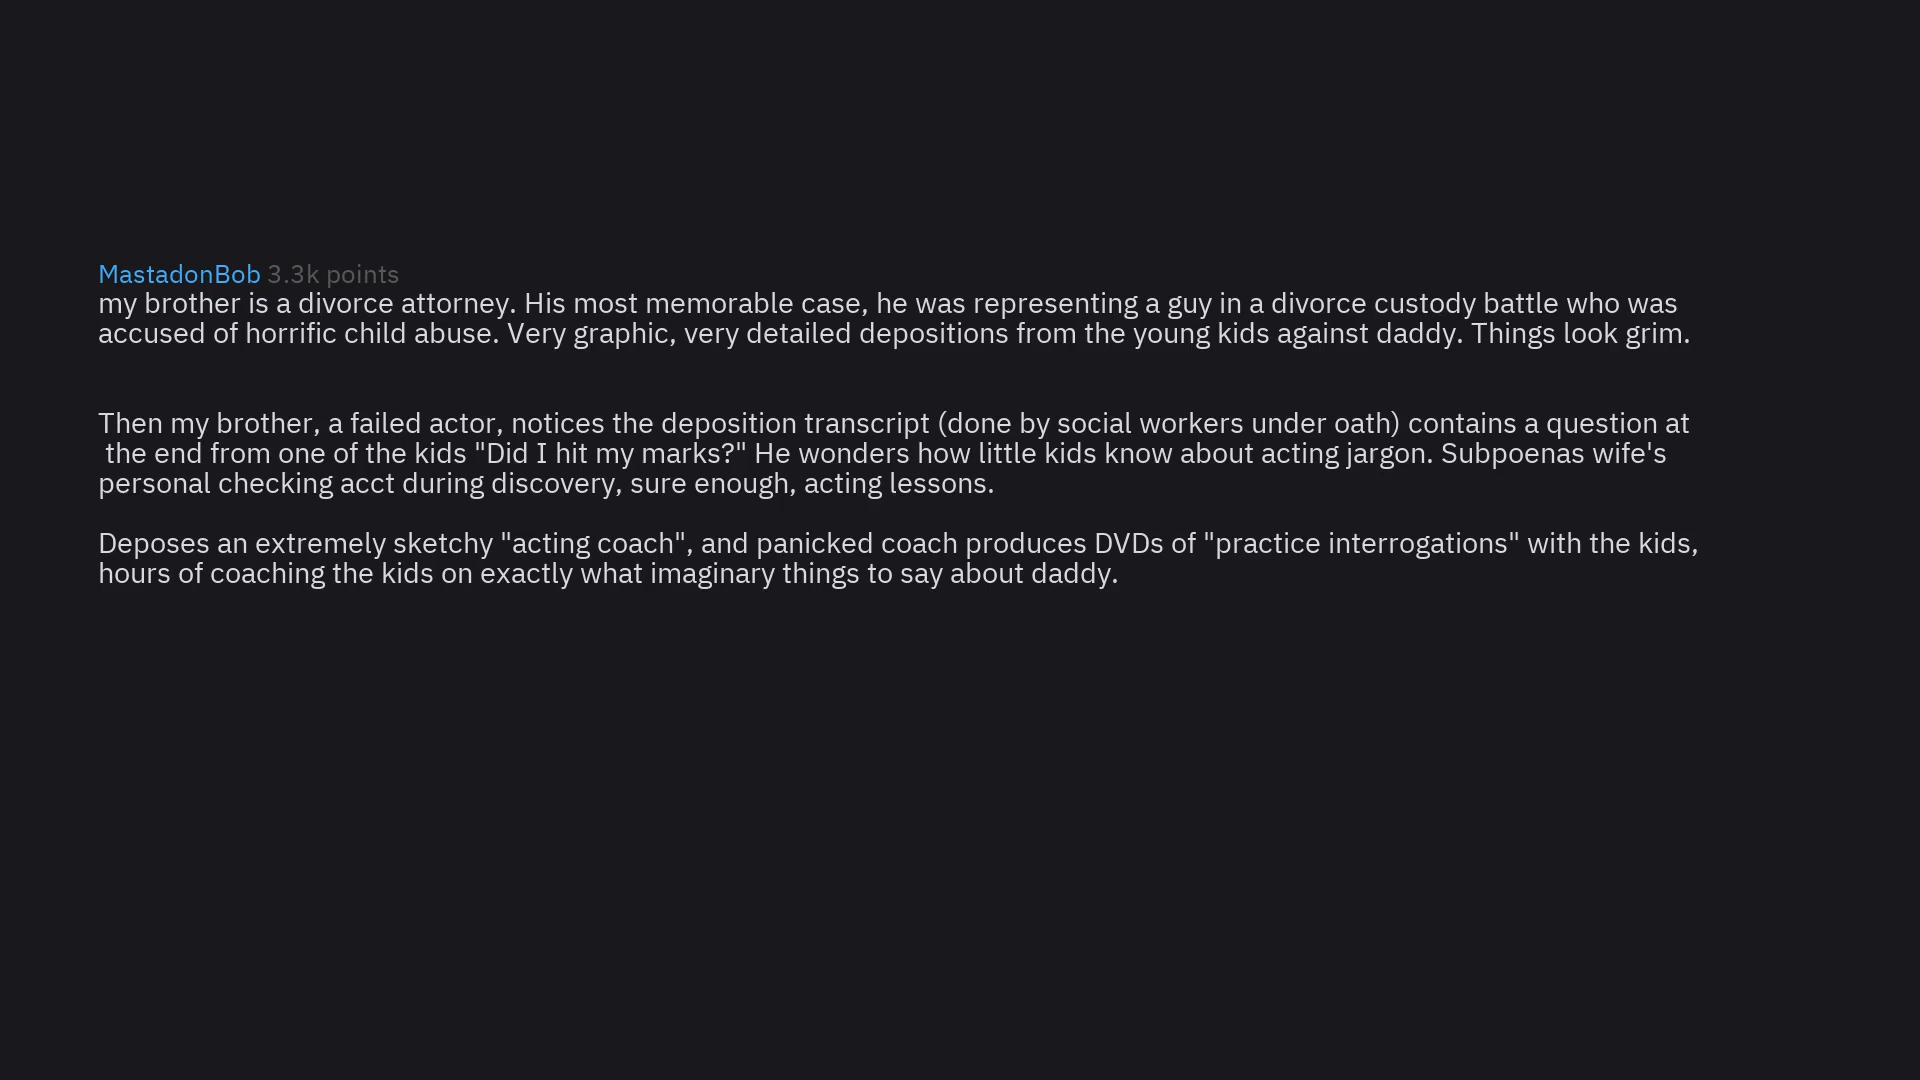 MastadonBob 3.3k points
my brother is a divorce attorney. His most memorable case, he was representing a guy in a divorce custody battle who was
accused of horrific child abuse. Very graphic, very detailed depositions from the young kids against daddy. Things look grim.
Then my brother, a failed actor, notices the deposition transcript (done by social workers under oath) contains a question at
the end from one of the kids "Did I hit my marks?" He wonders how little kids know about acting jargon. Subpoenas wife's
personal checking acct during discovery, sure enough, acting lessons.
Deposes an extremely sketchy "acting coach", and panicked coach produces DVDs of "practice interrogations" with the kids,
hours of coaching the kids on exactly what imaginary things to say about daddy.